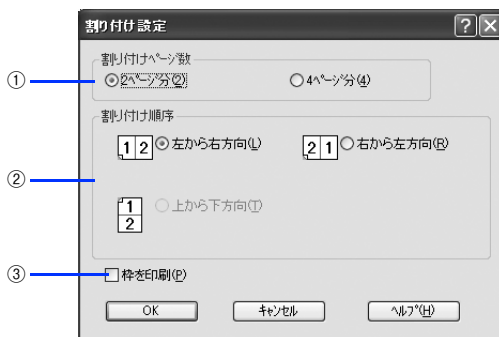 割り付け設定
割り付けページ数
① 2ページ分(2) 4ページ分(4)
割り付け順序
1 2 左から右方向(L) 2 1 右から左方向(R)
②
1 上から下方向(T)
2
③ 枠を印刷(P)
OK キャンセル ヘルプ(H)